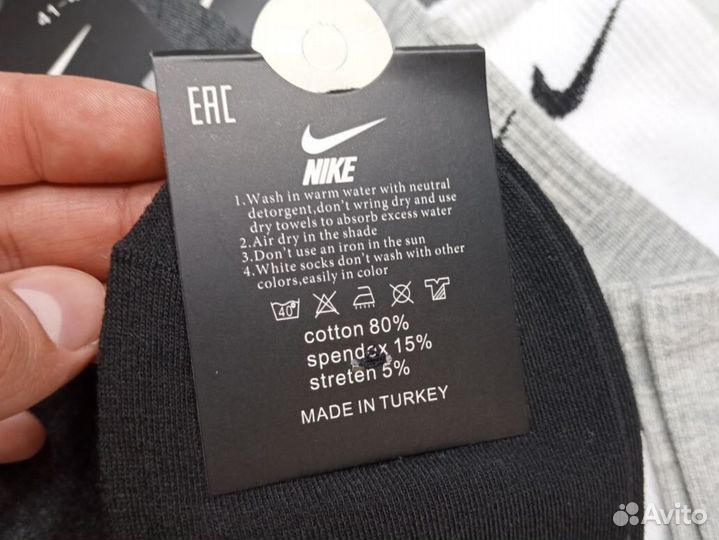 41-4
EAC
NIKE
1.Wash in warm water with neutral
detorgent,don't wring dry and use
dry towels to absorb excess water
2.Air dry in the shade
3.Don't use an iron in the sun
4.White socks don't wash with other
colors,easily in color
40°
cotton 80%
spendex 15%
streten 5%
MADE IN TURKEY
Avito